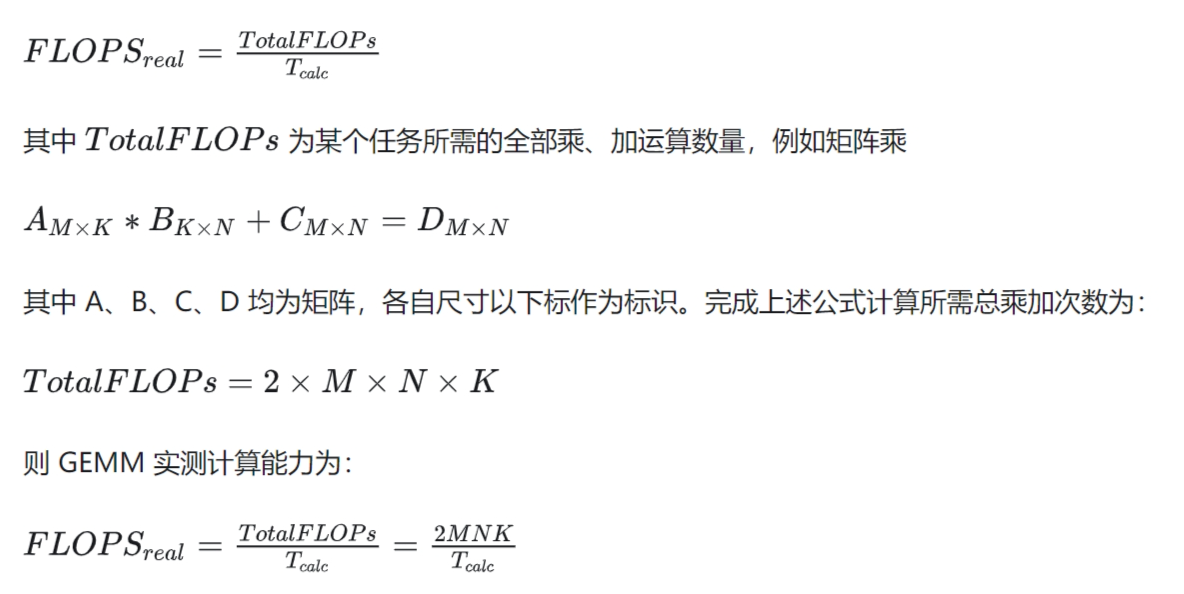 $FLOPS_{real} = \frac{TotalFLOPs}{T_{calc}}$
其中 $TotalFLOPs$ 为某个任务所需的全部乘、加运算数量，例如矩阵乘
$A_{M \times K} * B_{K \times N} + C_{M \times N} = D_{M \times N}$
其中 A、B、C、D 均为矩阵，各自尺寸以下标作为标识。完成上述公式计算所需总乘加次数为：
$TotalFLOPs = 2 \times M \times N \times K$
则 GEMM 实测计算能力为：
$FLOPS_{real} = \frac{TotalFLOPs}{T_{calc}} = \frac{2MNK}{T_{calc}}$